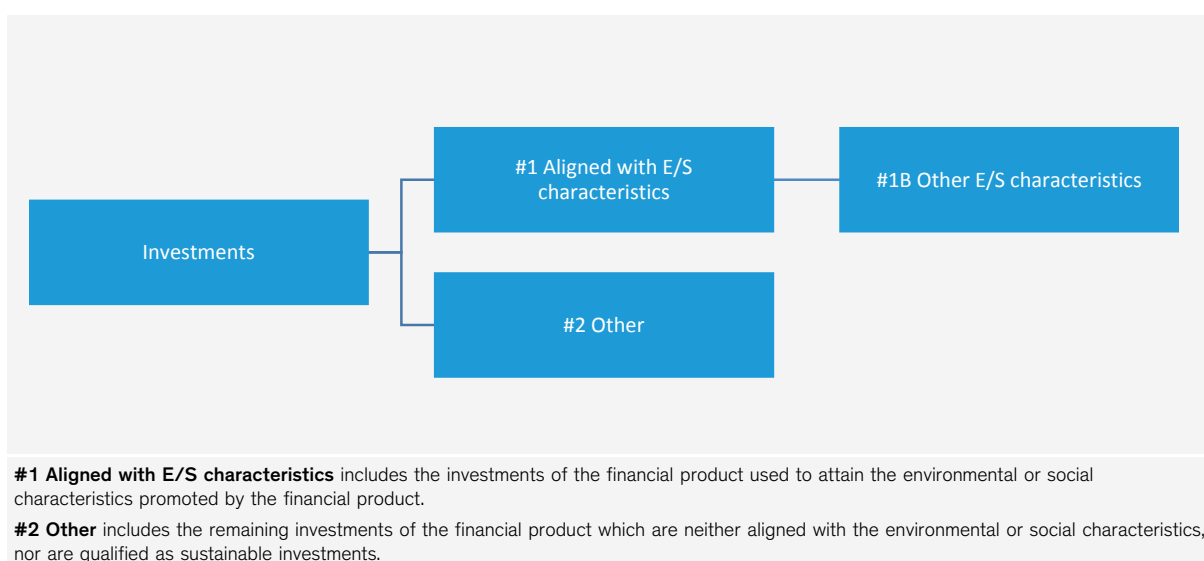 #1 Aligned with E/S
characteristics
#1B Other E/S characteristics
Investments
#2 Other
#1 Aligned with E/S characteristics includes the investments of the financial product used to attain the environmental or social
characteristics promoted by the financial product.
#2 Other includes the remaining investments of the financial product which are neither aligned with the environmental or social characteristics,
nor are qualified as sustainable investments.